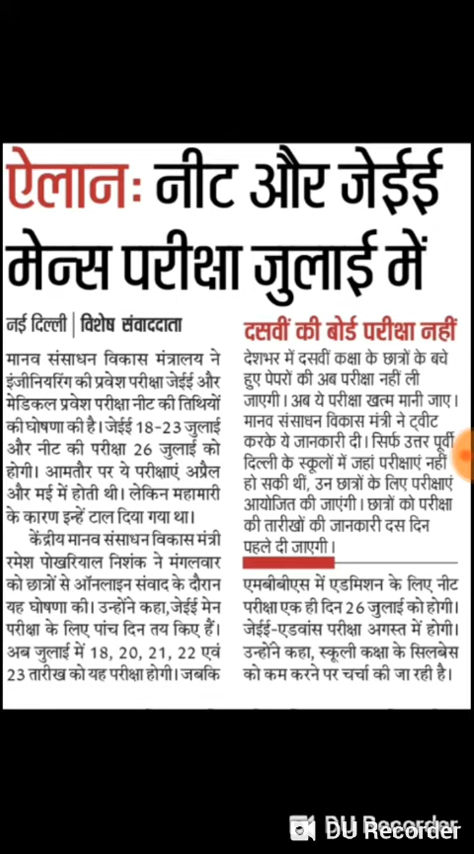 ऐलानः नीट और जेईई
मेन्स परीक्षा जुलाई में
नई दिल्ली | विशेष संवाददाता
मानव संसाधन विकास मंत्रालय ने
इंजीनियरिंग की प्रवेश परीक्षा जेईई और
मेडिकल प्रवेश परीक्षा नीट की तिथियों
की घोषणा की है। जेईई 18-23 जुलाई
और नीट की परीक्षा 26 जुलाई को
होगी। आमतौर पर ये परीक्षाएं अप्रैल
और मई में होती थी। लेकिन महामारी
के कारण इन्हें टाल दिया गया था।
केंद्रीय मानव संसाधन विकास मंत्री
रमेश पोखरियाल निशंक ने मंगलवार
को छात्रों से ऑनलाइन संवाद के दौरान
यह घोषणा की। उन्होंने कहा, जेईई मेन
परीक्षा के लिए पांच दिन तय किए हैं।
अब जुलाई में 18, 20, 21, 22 एवं
23 तारीख को यह परीक्षा होगी। जबकि
दसवीं की बोर्ड परीक्षा नहीं
देशभर में दसवीं कक्षा के छात्रों के बचे
हुए पेपरों की अब परीक्षा नहीं ली
जाएगी। अब ये परीक्षा खत्म मानी जाए।
मानव संसाधन विकास मंत्री ने ट्वीट
करके ये जानकारी दी। सिर्फ उत्तर पूर्वी
दिल्ली के स्कूलों में जहां परीक्षाएं नहीं
हो सकी थीं, उन छात्रों के लिए परीक्षाएं
आयोजित की जाएंगी। छात्रों को परीक्षा
की तारीखों की जानकारी दस दिन
पहले दी जाएगी।
एमबीबीएस में एडमिशन के लिए नीट
परीक्षा एक ही दिन 26 जुलाई को होगी।
जेईई-एडवांस परीक्षा अगस्त में होगी।
उन्होंने कहा, स्कूली कक्षा के सिलबेस
को कम करने पर चर्चा की जा रही है।
DU Recorder